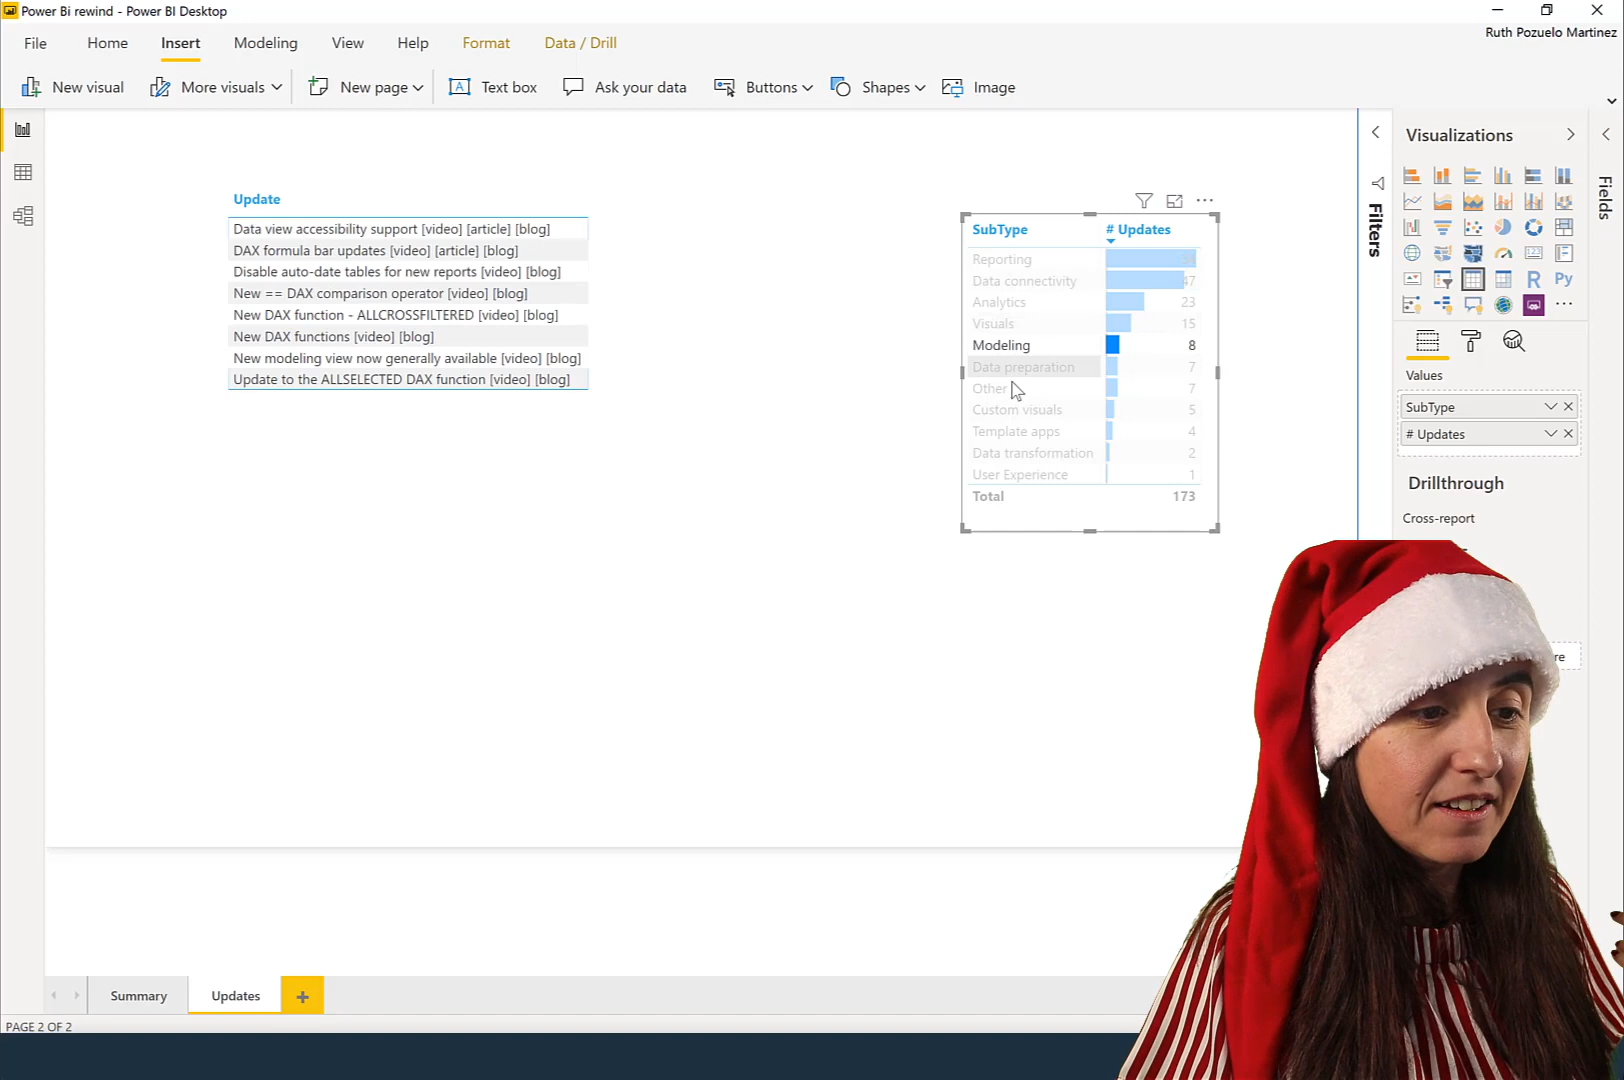 Power Bi rewind - Power BI Desktop
Ruth Pozuelo Martinez
File Home Insert Modeling View Help Format Data / Drill
New visual More visuals New page Text box Ask your data Buttons Shapes Image
Update
Data view accessibility support [video] [article] [blog]
DAX formula bar updates [video] [article] [blog]
Disable auto-date tables for new reports [video] [blog]
New == DAX comparison operator [video] [blog]
New DAX function - ALLCROSSFILTERED [video] [blog]
New DAX functions [video] [blog]
New modeling view now generally available [video] [blog]
Update to the ALLSELECTED DAX function [video] [blog]
SubType # Updates
Reporting
Data connectivity 47
Analytics 23
Visuals 15
Modeling 8
Data preparation 7
Other 7
Custom visuals 5
Template apps 4
Data transformation 2
User Experience 1
Total 173
Filters
Visualizations
R Py
123
Values
SubType
# Updates
Drillthrough
Cross-report
re
Fields
Summary Updates +
PAGE 2 OF 2